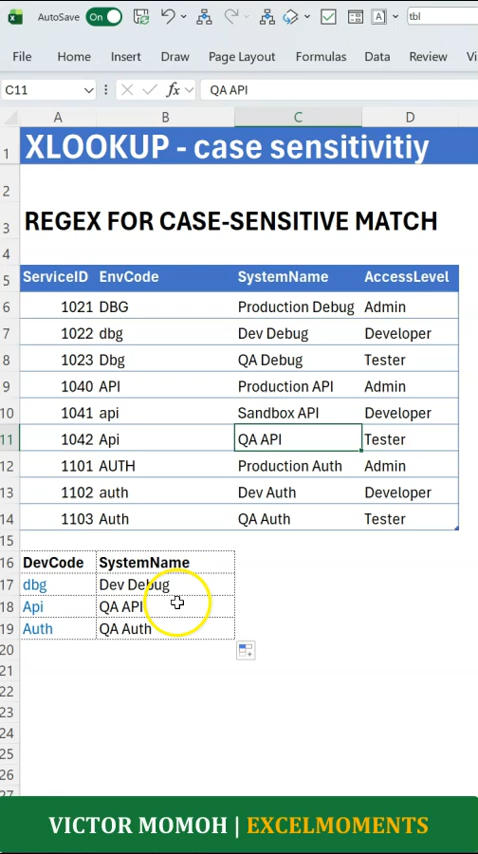 AutoSave On tbl
File Home Insert Draw Page Layout Formulas Data Review
C11 fx QA API
A B C D
1 XLOOKUP - case sensitivitiy
2
3 REGEX FOR CASE-SENSITIVE MATCH
4
5 ServiceID EnvCode SystemName AccessLevel
6 1021 DBG Production Debug Admin
7 1022 dbg Dev Debug Developer
8 1023 Dbg QA Debug Tester
9 1040 API Production API Admin
10 1041 api Sandbox API Developer
11 1042 Api QA API Tester
12 1101 AUTH Production Auth Admin
13 1102 auth Dev Auth Developer
14 1103 Auth QA Auth Tester
15
16 DevCode SystemName
17 dbg Dev Debug
18 Api QA API
19 Auth QA Auth
20
21
22
23
24
25
26
27
VICTOR MOMOH | EXCELMOMENTS